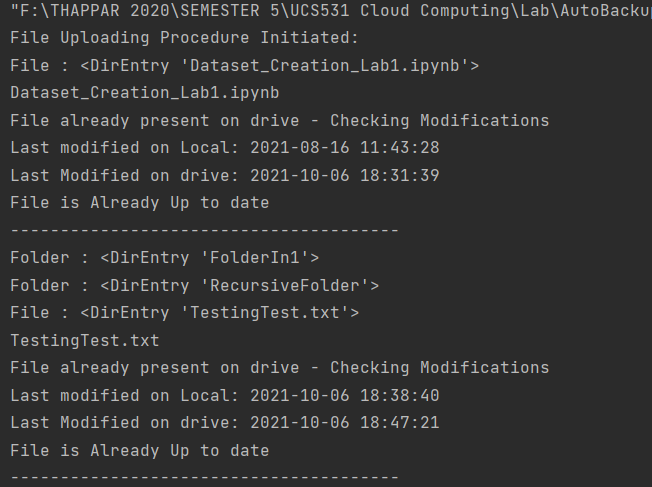 "F:\THAPPAR 2020\SEMESTER 5\UCS531 Cloud Computing\Lab\AutoBackup
File Uploading Procedure Initiated:
File : <DirEntry 'Dataset_Creation_Lab1.ipynb'>
Dataset_Creation_Lab1.ipynb
File already present on drive - Checking Modifications
Last modified on Local: 2021-08-16 11:43:28
Last Modified on drive: 2021-10-06 18:31:39
File is Already Up to date
---------------------------------------
Folder : <DirEntry 'FolderIn1'>
Folder : <DirEntry 'RecursiveFolder'>
File : <DirEntry 'TestingTest.txt'>
TestingTest.txt
File already present on drive - Checking Modifications
Last modified on Local: 2021-10-06 18:38:40
Last Modified on drive: 2021-10-06 18:47:21
File is Already Up to date
---------------------------------------